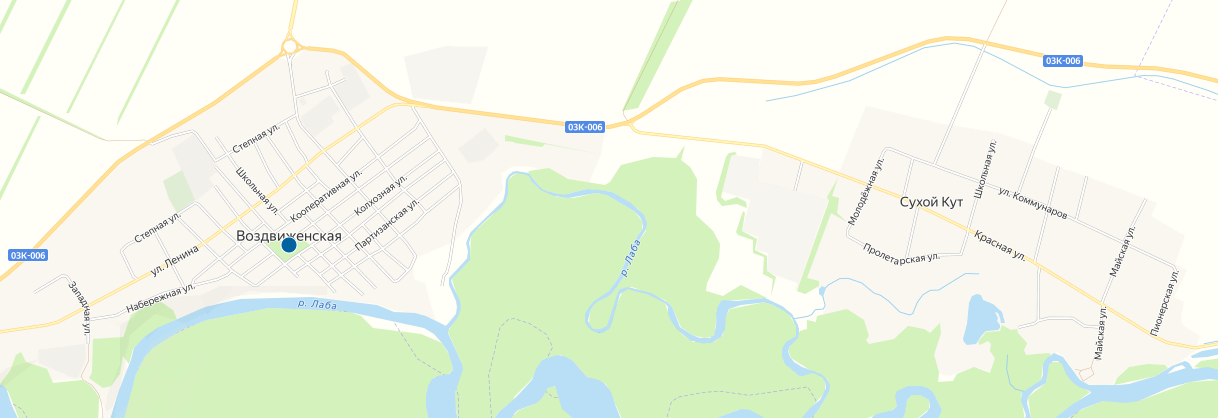 03К-006
03К-006
Степная ул.
Школьная ул.
Кооперативная ул.
Колхозная ул.
Партизанская ул.
Степная ул.
Воздвиженская
ул. Ленина
03К-006
Западная ул.
Набережная ул.
р. Лаба
р. Лаба
Молодёжная ул.
Школьная ул.
ул. Коммунаров
Сухой Кут
Красная ул.
Пролетарская ул.
Майская ул.
Пионерская ул.
Майская ул.